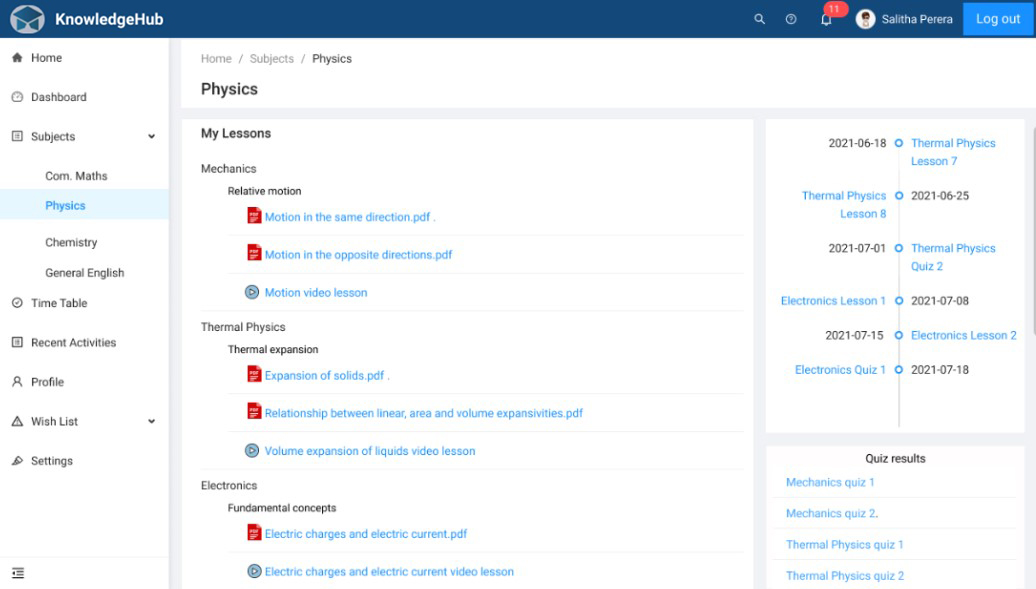 KnowledgeHub
11
Salitha Perera
Log out
Home
Dashboard
Subjects
Com. Maths
Physics
Chemistry
General English
Time Table
Recent Activities
Profile
Wish List
Settings
Home / Subjects / Physics
Physics
My Lessons
Mechanics
Relative motion
PDF Motion in the same direction.pdf .
PDF Motion in the opposite directions.pdf
Motion video lesson
Thermal Physics
Thermal expansion
PDF Expansion of solids.pdf .
PDF Relationship between linear, area and volume expansivities.pdf
Volume expansion of liquids video lesson
Electronics
Fundamental concepts
PDF Electric charges and electric current.pdf
Electric charges and electric current video lesson
2021-06-18 Thermal Physics
Lesson 7
Thermal Physics 2021-06-25
Lesson 8
2021-07-01 Thermal Physics
Quiz 2
Electronics Lesson 1 2021-07-08
2021-07-15 Electronics Lesson 2
Electronics Quiz 1 2021-07-18
Quiz results
Mechanics quiz 1
Mechanics quiz 2.
Thermal Physics quiz 1
Thermal Physics quiz 2